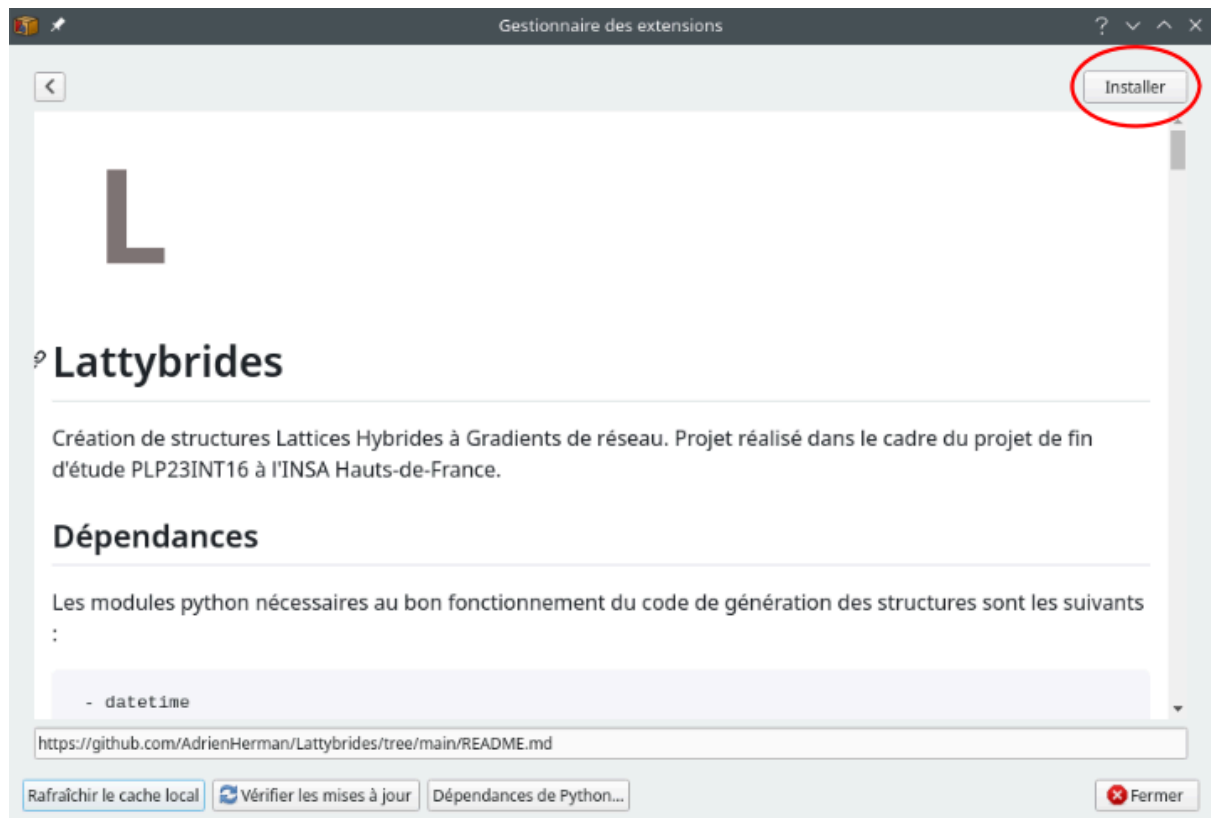 Gestionnaire des extensions
Installer
L
Lattybrides
Création de structures Lattices Hybrides à Gradients de réseau. Projet réalisé dans le cadre du projet de fin
d'étude PLP23INT16 à l'INSA Hauts-de-France.
Dépendances
Les modules python nécessaires au bon fonctionnement du code de génération des structures sont les suivants
:
- datetime
https://github.com/AdrienHerman/Lattybrides/tree/main/README.md
Rafraîchir le cache local Vérifier les mises à jour Dépendances de Python... Fermer